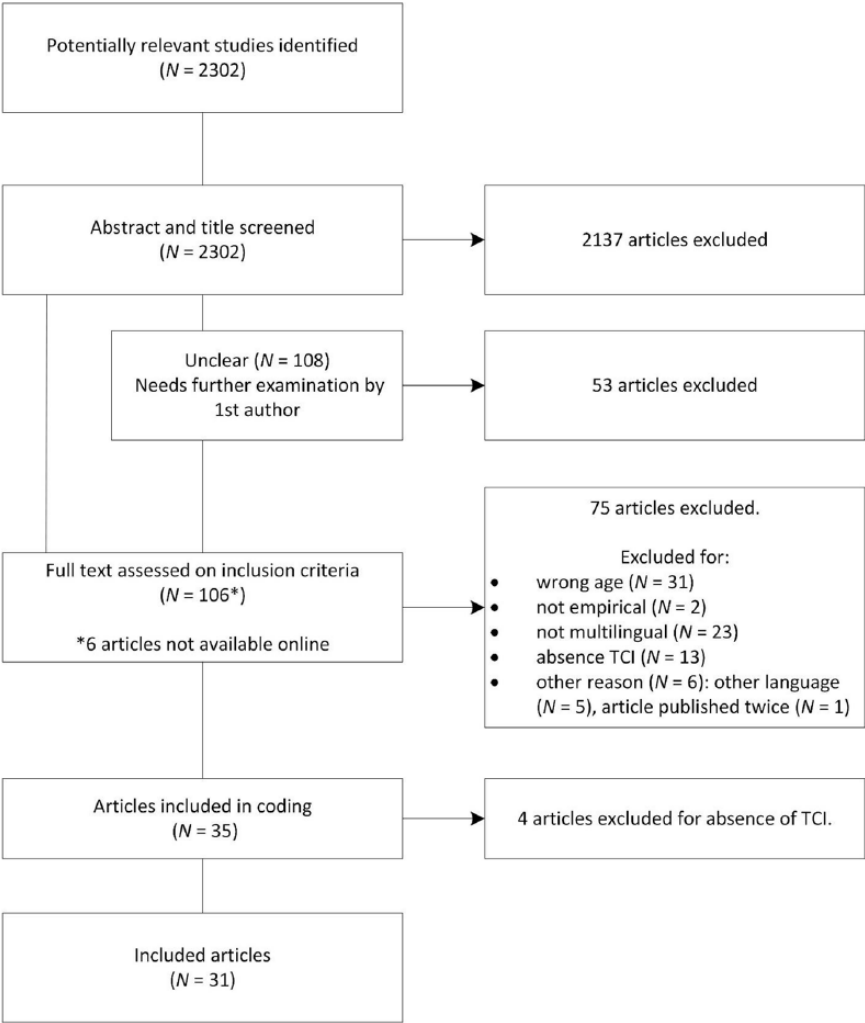 Potentially relevant studies identified
(N = 2302)
Abstract and title screened
(N = 2302)
2137 articles excluded
Unclear (N = 108)
Needs further examination by
1st author
53 articles excluded
Full text assessed on inclusion criteria
(N = 106*)
*6 articles not available online
75 articles excluded.
Excluded for:
• wrong age (N = 31)
• not empirical (N = 2)
• not multilingual (N = 23)
• absence TCI (N = 13)
• other reason (N = 6): other language
(N = 5), article published twice (N = 1)
Articles included in coding
(N = 35)
4 articles excluded for absence of TCI.
Included articles
(N = 31)